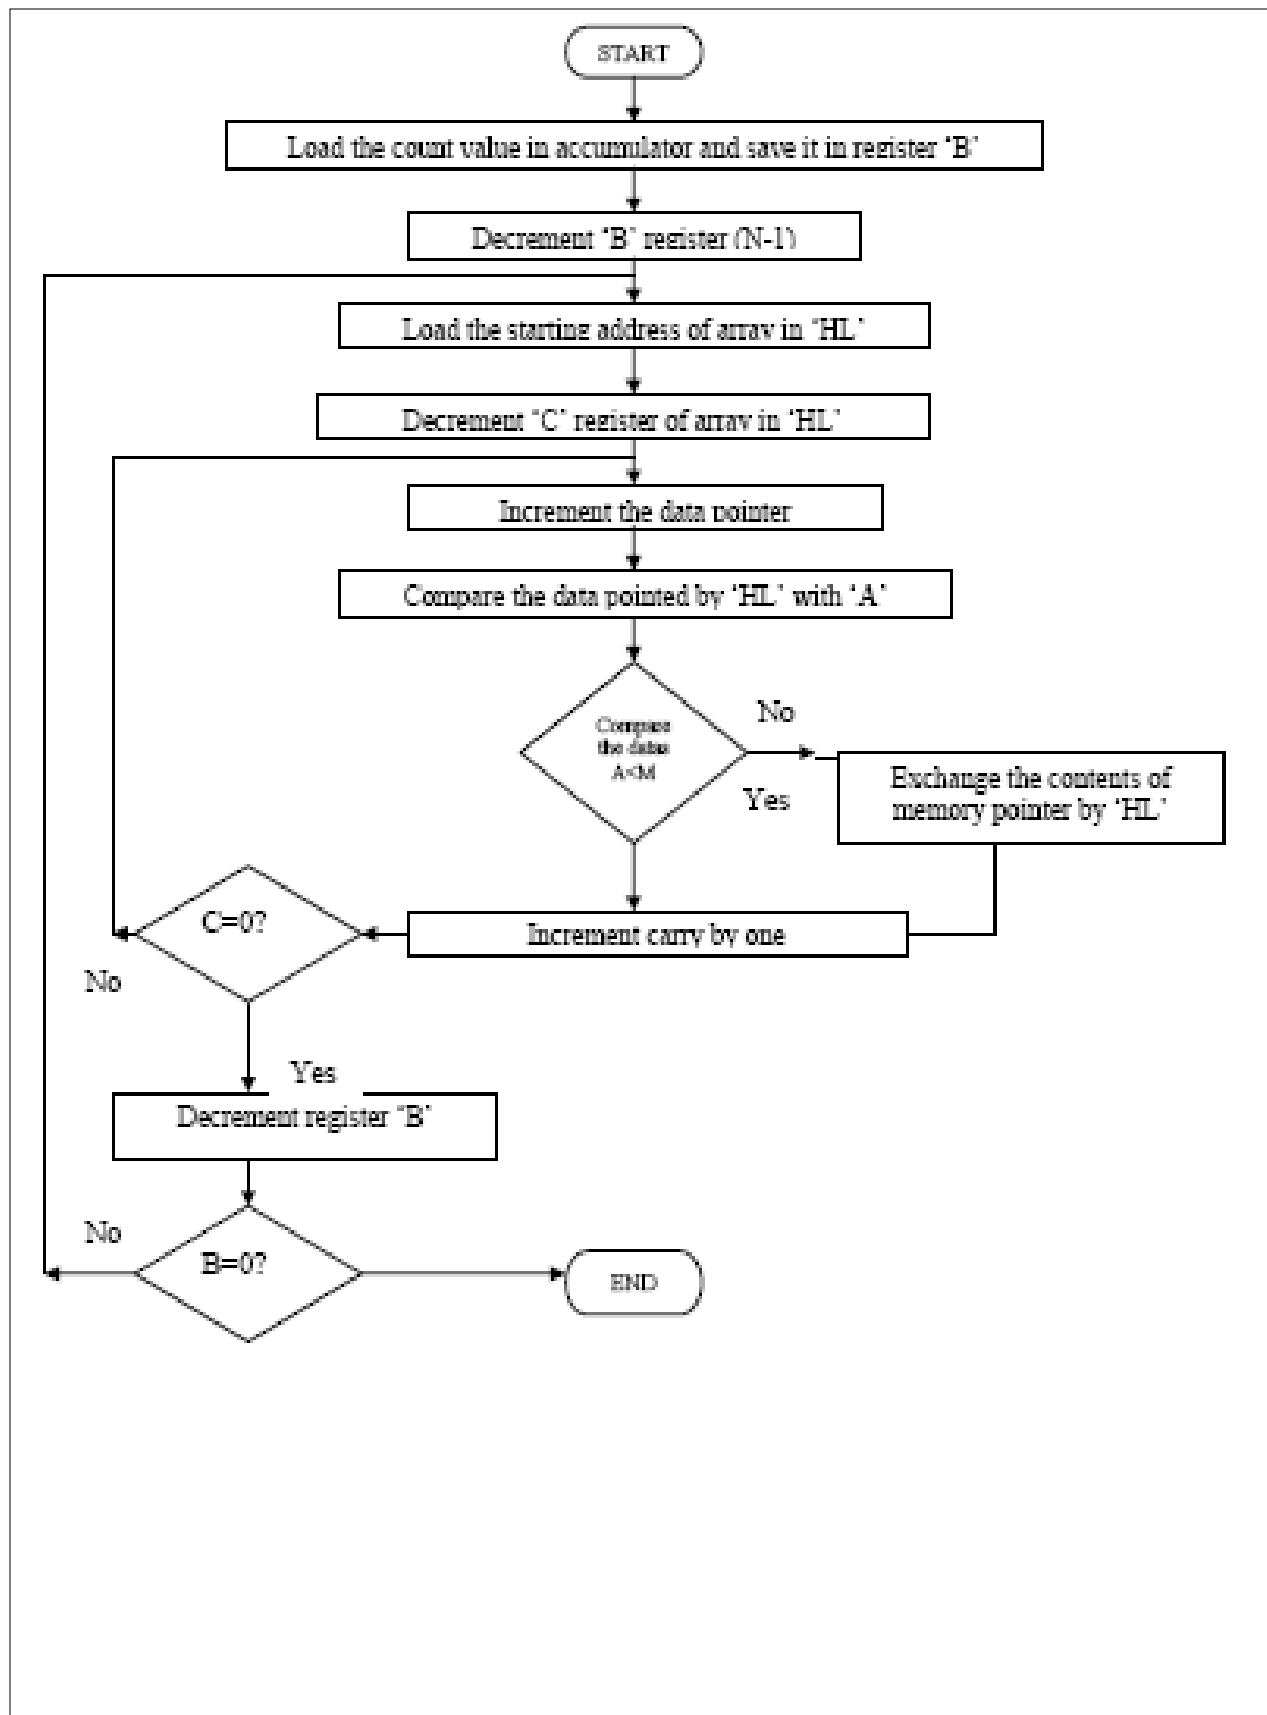 START
Load the count value in accumulator and save it in register ‘B’
Decrement ‘B’ register (N-1)
Load the starting address of array in ‘HL’
Decrement ‘C’ register of array in ‘HL’
Increment the data pointer
Compare the data pointed by ‘HL’ with ‘A’
Compare
the datas
A<M
No
Yes
Exchange the contents of
memory pointer by ‘HL’
Increment carry by one
C=0?
No
Yes
Decrement register ‘B’
No
B=0?
END